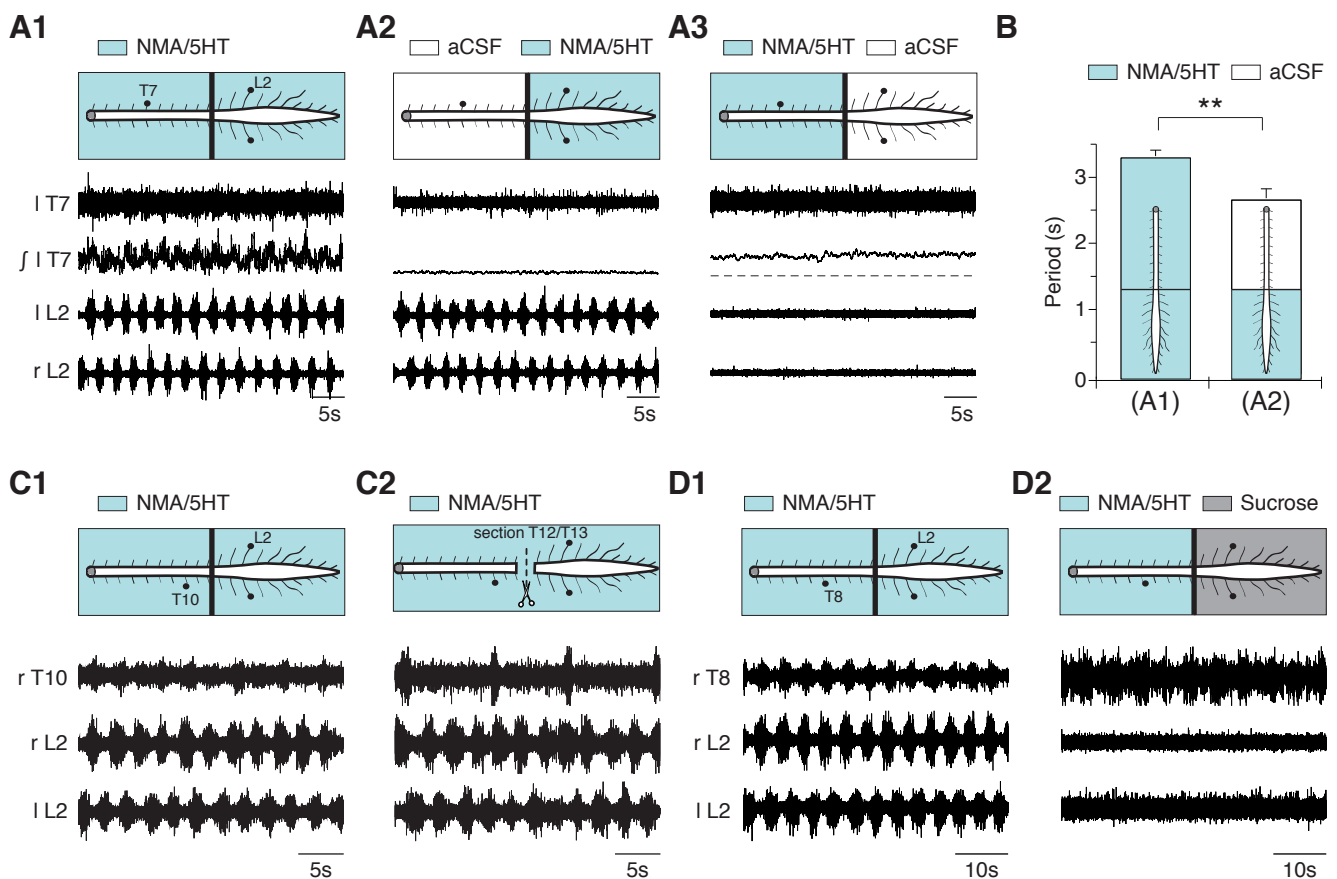 A1
NMA/5HT
T7
L2
l T7
∫ l T7
l L2
r L2
5s
A2
aCSF NMA/5HT
5s
A3
NMA/5HT aCSF
5s
B
NMA/5HT aCSF
**
Period (s)
3
2
1
0
(A1) (A2)
C1
NMA/5HT
L2
T10
r T10
r L2
l L2
5s
C2
NMA/5HT
section T12/T13
5s
D1
NMA/5HT
L2
T8
r T8
r L2
l L2
10s
D2
NMA/5HT Sucrose
10s